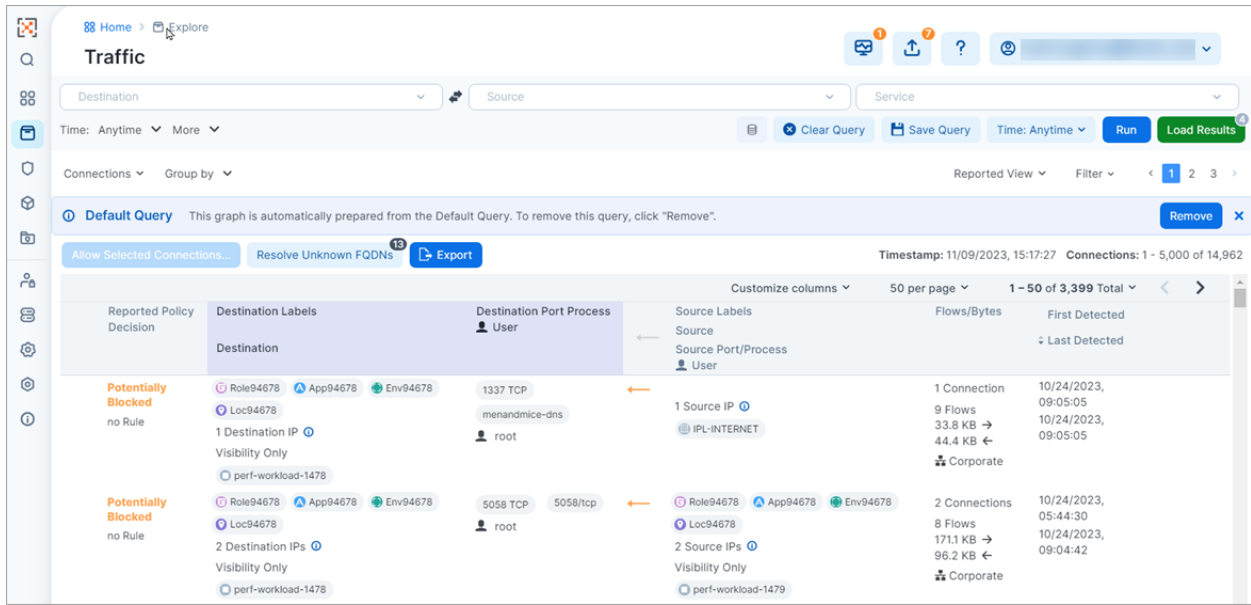 Home > Explore
Traffic
1
7
?
Destination
Source
Service
Time: Anytime More
Clear Query
Save Query
Time: Anytime
Run
Load Results
4
Connections Group by
Reported View Filter < 1 2 3 >
Default Query This graph is automatically prepared from the Default Query. To remove this query, click "Remove".
Remove
Allow Selected Connections...
Resolve Unknown FQDNs
13
Export
Timestamp: 11/09/2023, 15:17:27 Connections: 1 - 5,000 of 14,962
Customize columns 50 per page 1 – 50 of 3,399 Total
Reported Policy
Decision
Destination Labels
Destination
Destination Port Process
User
Source Labels
Source
Source Port/Process
User
Flows/Bytes
First Detected
Last Detected
Potentially
Blocked
no Rule
Role94678 App94678 Env94678
Loc94678
1 Destination IP
Visibility Only
perf-workload-1478
1337 TCP
menandmice-dns
root
←
1 Source IP
IPL-INTERNET
1 Connection
9 Flows
33.8 KB →
44.4 KB ←
Corporate
10/24/2023,
09:05:05
10/24/2023,
09:05:05
Potentially
Blocked
no Rule
Role94678 App94678 Env94678
Loc94678
2 Destination IPs
Visibility Only
perf-workload-1478
5058 TCP 5058/tcp
root
←
Role94678 App94678 Env94678
Loc94678
2 Source IPs
Visibility Only
perf-workload-1479
2 Connections
8 Flows
171.1 KB →
96.2 KB ←
Corporate
10/24/2023,
05:44:30
10/24/2023,
09:04:42